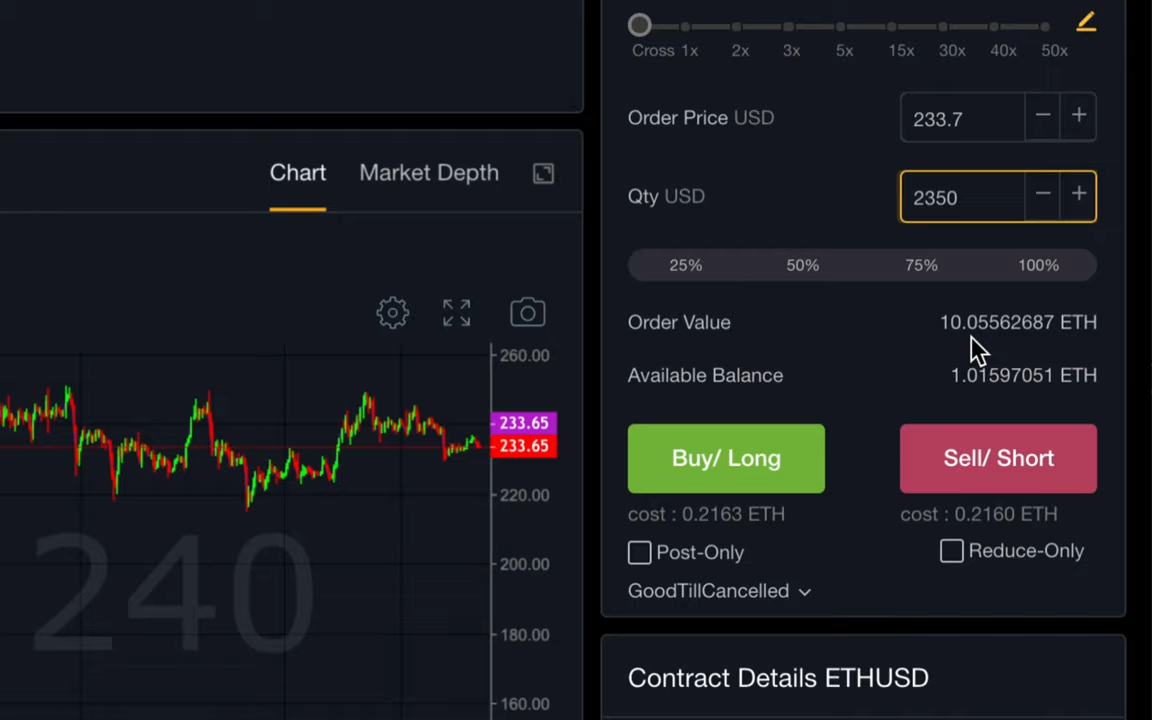 Cross 1x 2x 3x 5x 15x 30x 40x 50x
Order Price USD 233.7 − +
Qty USD 2350 − +
25% 50% 75% 100%
Order Value 10.05562687 ETH
Available Balance 1.01597051 ETH
Buy/ Long Sell/ Short
cost : 0.2163 ETH cost : 0.2160 ETH
Post-Only Reduce-Only
GoodTillCancelled
Contract Details ETHUSD
Chart Market Depth
260.00
233.65
233.65
220.00
200.00
180.00
160.00
240